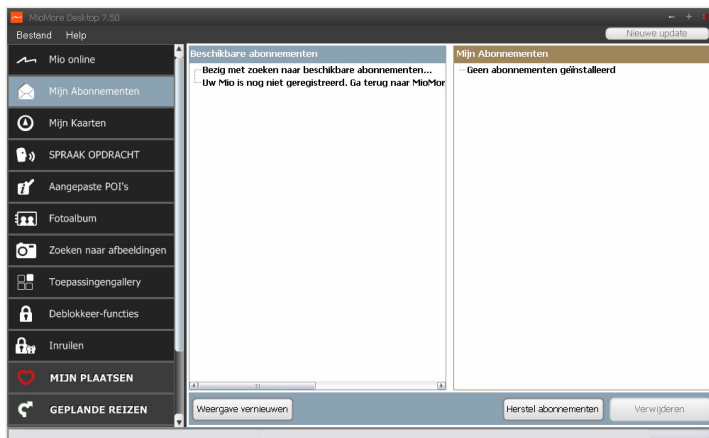 MioMore Desktop 7.50
Bestand Help
Nieuwe update
Mio online
Mijn Abonnementen
Mijn Kaarten
SPRAAK OPDRACHT
Aangepaste POI's
Fotoalbum
Zoeken naar afbeeldingen
Toepassingengallery
Deblokkeer-functies
Inruilen
MIJN PLAATSEN
GEPLANDE REIZEN
Beschikbare abonnementen
Bezig met zoeken naar beschikbare abonnementen...
Uw Mio is nog niet geregistreerd. Ga terug naar MioMor
Mijn Abonnementen
Geen abonnementen geïnstalleerd
Weergave vernieuwen
Herstel abonnementen
Verwijderen